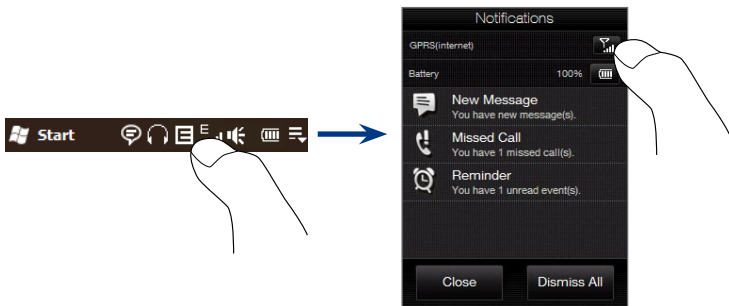 Notifications
GPRS(internet)
Battery 100%
New Message
You have new message(s).
Start E
Missed Call
You have 1 missed call(s).
Reminder
You have 1 unread event(s).
Close Dismiss All